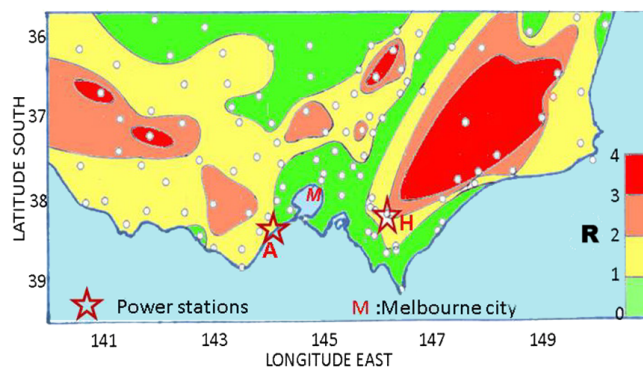 36
37
38
39
LATITUDE SOUTH
M
A
H
4
3
2
1
0
R
Power stations
M :Melbourne city
141 143 145 147 149
LONGITUDE EAST